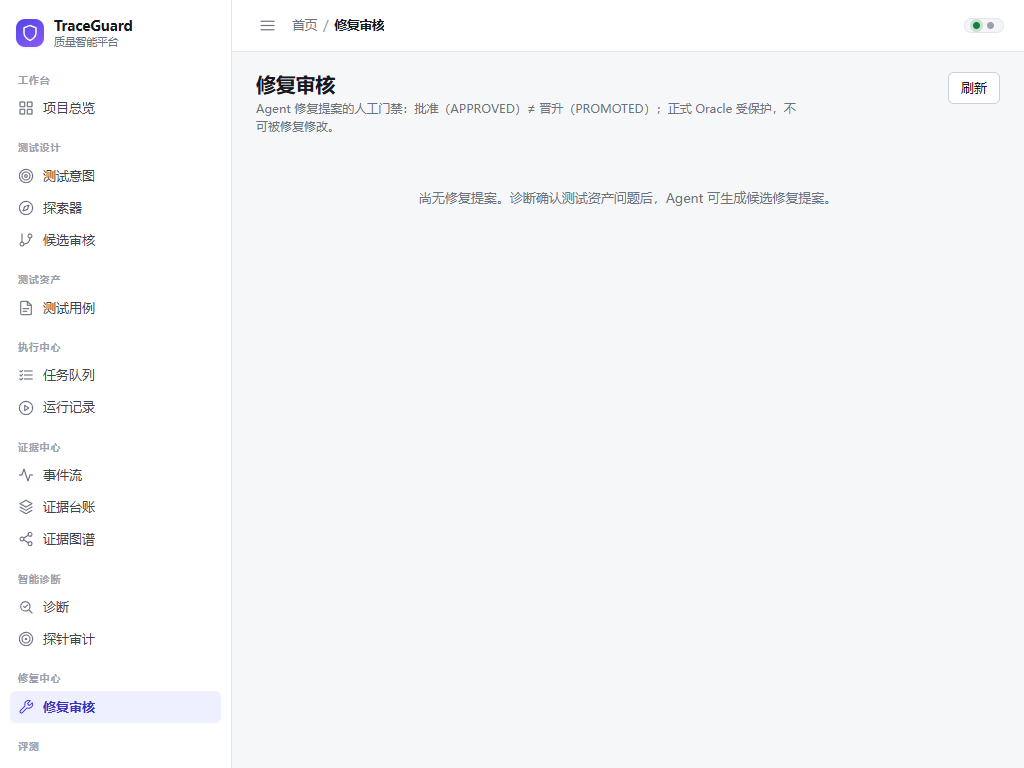 TraceGuard
质量智能平台
工作台
项目总览
测试设计
测试意图
探索器
候选审核
测试资产
测试用例
执行中心
任务队列
运行记录
证据中心
事件流
证据台账
证据图谱
智能诊断
诊断
探针审计
修复中心
修复审核
评测
首页 / 修复审核
修复审核
刷新
Agent 修复提案的人工门禁：批准（APPROVED）≠ 晋升（PROMOTED）；正式 Oracle 受保护，不
可被修复修改。
尚无修复提案。诊断确认测试资产问题后，Agent 可生成候选修复提案。